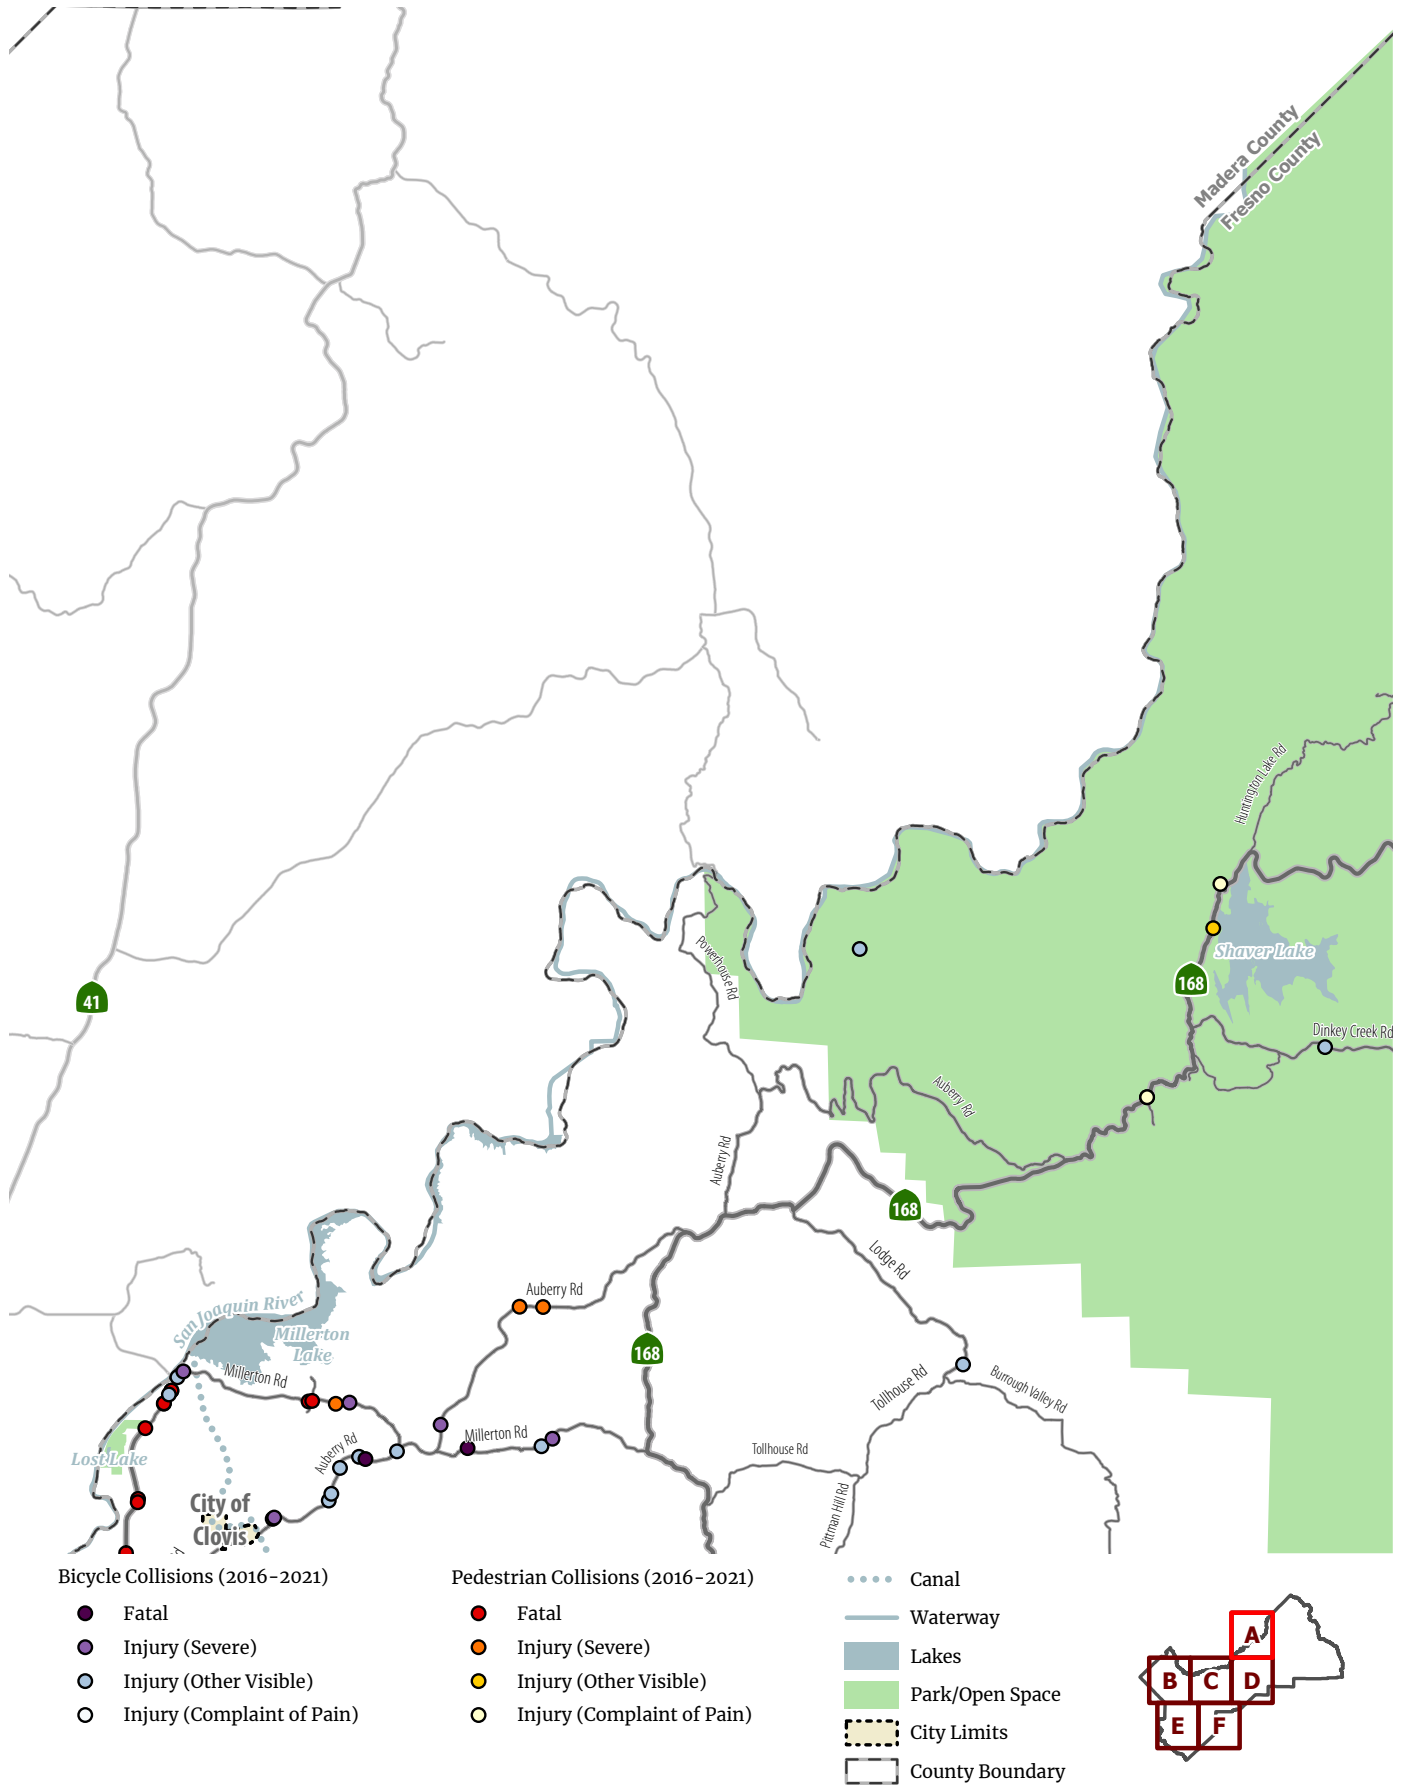 Madera County
Fresno County
Huntington Lake Rd
Shaver Lake
Powerhouse Rd
168
41
Dinkey Creek Rd
Auberry Rd
Auberry Rd
168
Lodge Rd
Auberry Rd
San Joaquin River
Millerton
Lake
168
Millerton Rd
Tollhouse Rd
Burrough Valley Rd
Millerton Rd
Auberry Rd
Tollhouse Rd
Lost Lake
Pittman Hill Rd
City of
Clovis
Bicycle Collisions (2016-2021)
Fatal
Injury (Severe)
Injury (Other Visible)
Injury (Complaint of Pain)
Pedestrian Collisions (2016-2021)
Fatal
Injury (Severe)
Injury (Other Visible)
Injury (Complaint of Pain)
Canal
Waterway
Lakes
Park/Open Space
City Limits
County Boundary
A
B C D
E F